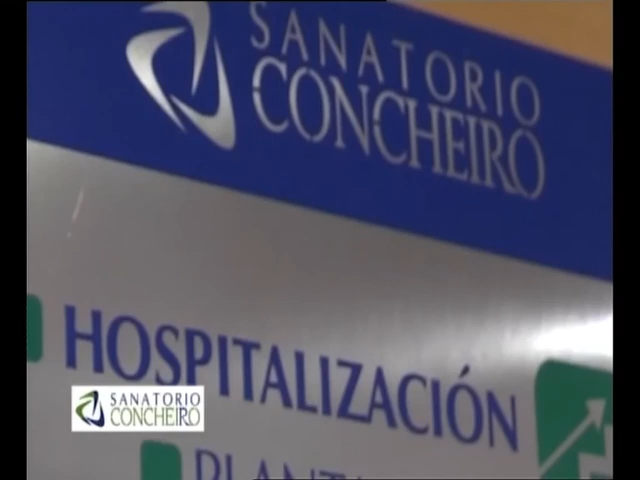 SANATORIO
CONCHEIRO
HOSPITALIZACIÓN
SANATORIO
CONCHEIRO